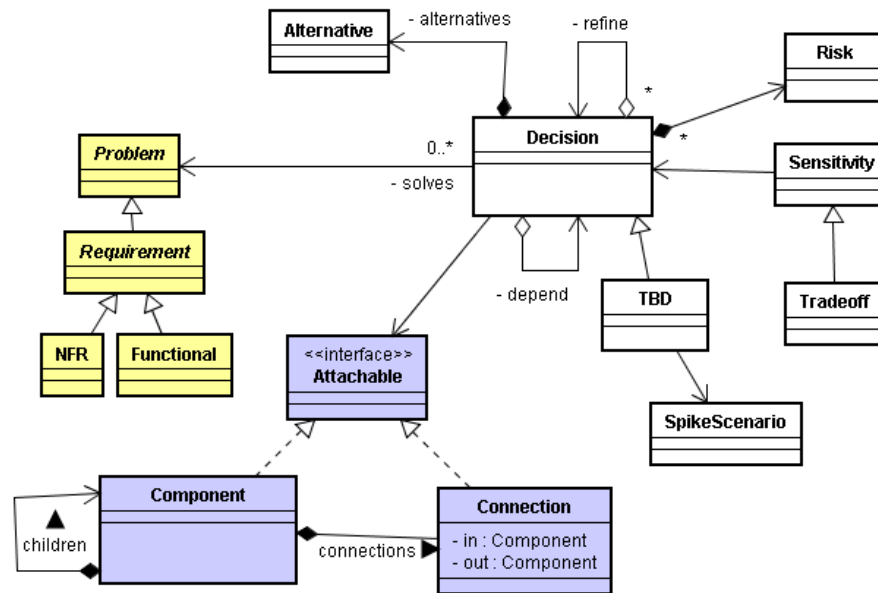 Alternative
- alternatives
- refine
Risk
*
*
Decision
Problem
0..*
- solves
Sensitivity
Requirement
- depend
TBD
Tradeoff
NFR
Functional
<<interface>>
Attachable
SpikeScenario
Component
Connection
children
connections
- in : Component
- out : Component